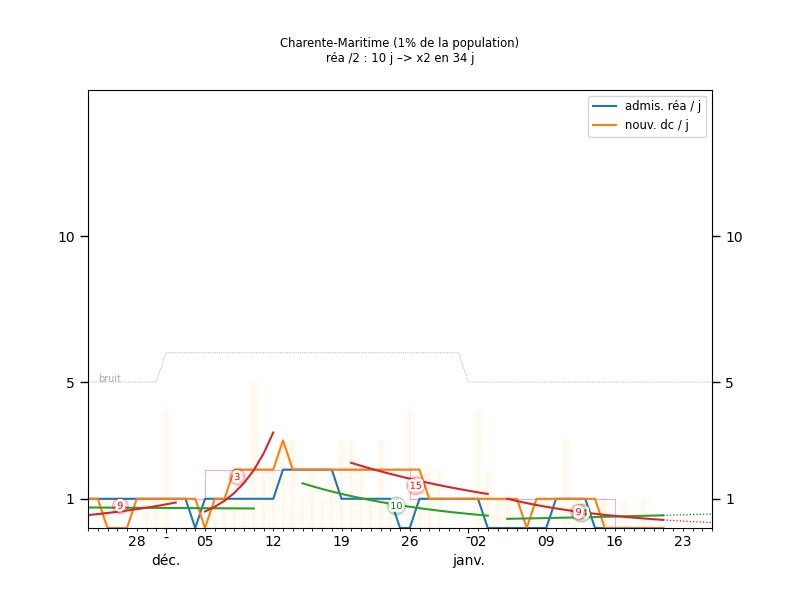 Charente-Maritime (1% de la population)
réa /2 : 10 j –> x2 en 34 j
admis. réa / j
nouv. dc / j
10
10
bruit
5
5
3
9
15
10
9
1
1
28
05
12
19
26
02
09
16
23
déc.
janv.